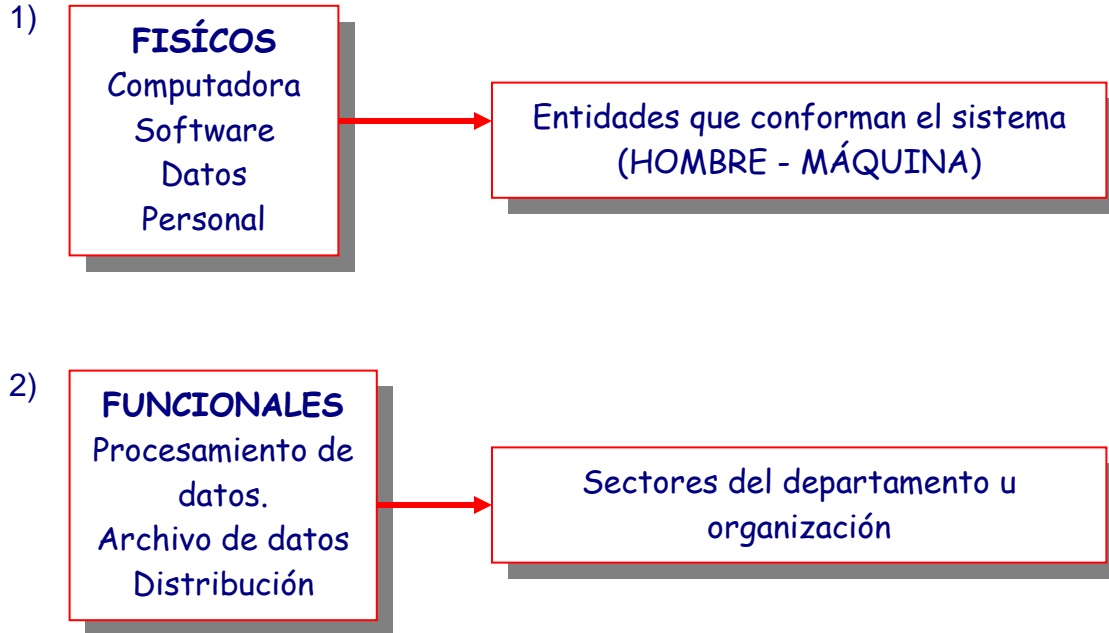 1)
FISÍCOS
Computadora
Software
Datos
Personal
Entidades que conforman el sistema
(HOMBRE - MÁQUINA)
2)
FUNCIONALES
Procesamiento de
datos.
Archivo de datos
Distribución
Sectores del departamento u
organización